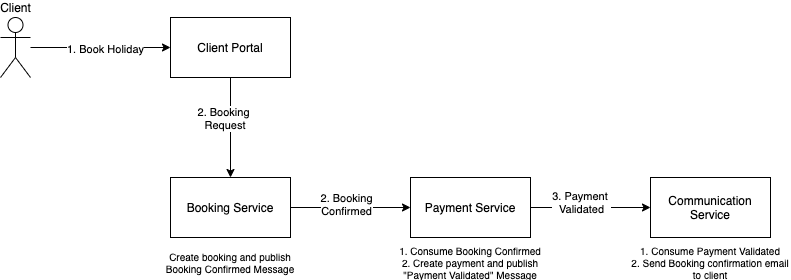 Client
1. Book Holiday
Client Portal
2. Booking
Request
Booking Service
2. Booking
Confirmed
Payment Service
3. Payment
Validated
Communication
Service
Create booking and publish
Booking Confirmed Message
1. Consume Booking Confirmed
2. Create payment and publish
"Payment Validated" Message
1. Consume Payment Validated
2. Send Booking confirmation email
to client